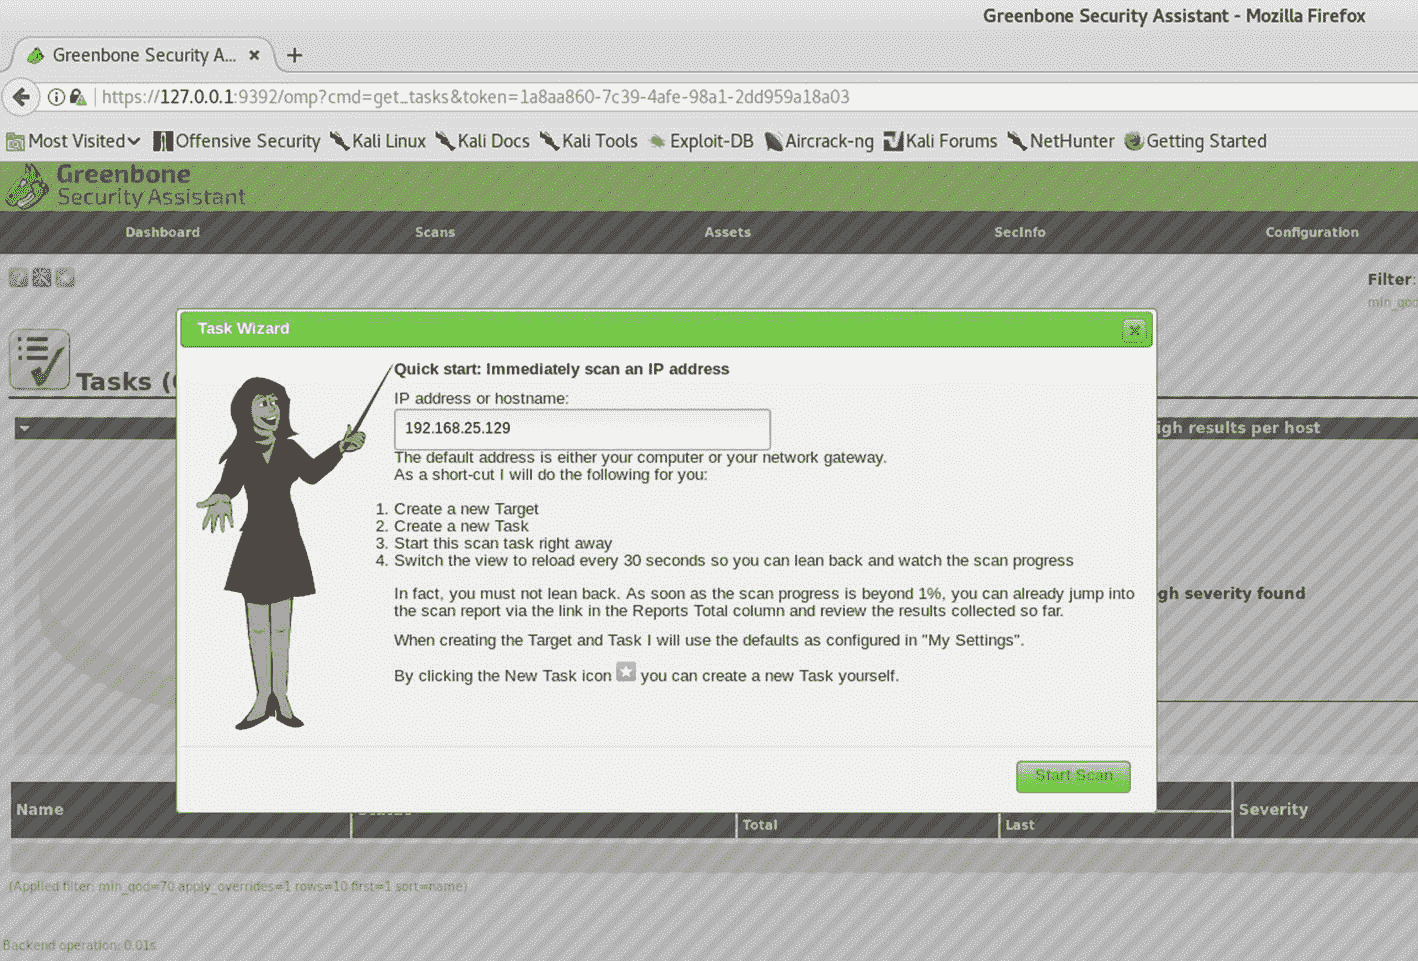 Greenbone Security Assistant - Mozilla Firefox
Greenbone Security A...
https://127.0.0.1:9392/omp?cmd=get_tasks&token=1a8aa860-7c39-4afe-98a1-2dd959a18a03
Most Visited Offensive Security Kali Linux Kali Docs Kali Tools Exploit-DB Aircrack-ng Kali Forums NetHunter Getting Started
Greenbone
Security Assistant
Dashboard Scans Assets SecInfo Configuration
Filter:
min_qod
Task Wizard
Tasks (
Quick start: Immediately scan an IP address
IP address or hostname:
192.168.25.129
igh results per host
The default address is either your computer or your network gateway.
As a short-cut I will do the following for you:
1. Create a new Target
2. Create a new Task
3. Start this scan task right away
4. Switch the view to reload every 30 seconds so you can lean back and watch the scan progress
In fact, you must not lean back. As soon as the scan progress is beyond 1%, you can already jump into
the scan report via the link in the Reports Total column and review the results collected so far.
gh severity found
When creating the Target and Task I will use the defaults as configured in "My Settings".
By clicking the New Task icon you can create a new Task yourself.
Start Scan
Name Status Severity
Total Last
(Applied filter: min_qod=70 apply_overrides=1 rows=10 first=1 sort=name)
Backend operation: 0.01s